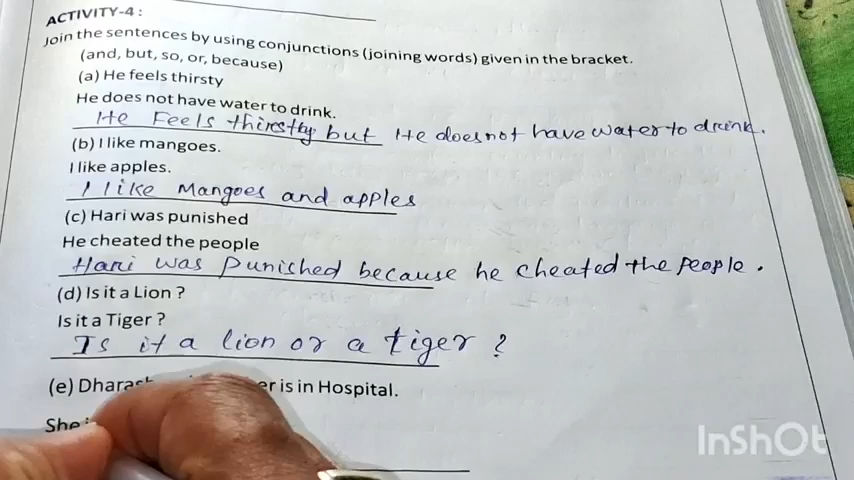 ACTIVITY-4 :
Join the sentences by using conjunctions (joining words) given in the bracket.
(and, but, so, or, because)
(a) He feels thirsty
He does not have water to drink.
He Feels thirsty but He does not have water to drink.
(b) I like mangoes.
I like apples.
I like Mangoes and apples
(c) Hari was punished
He cheated the people
Hari was Punished because he cheated the people.
(d) Is it a Lion ?
Is it a Tiger ?
Is it a lion or a tiger ?
(e) is in Hospital.
She
InShOt